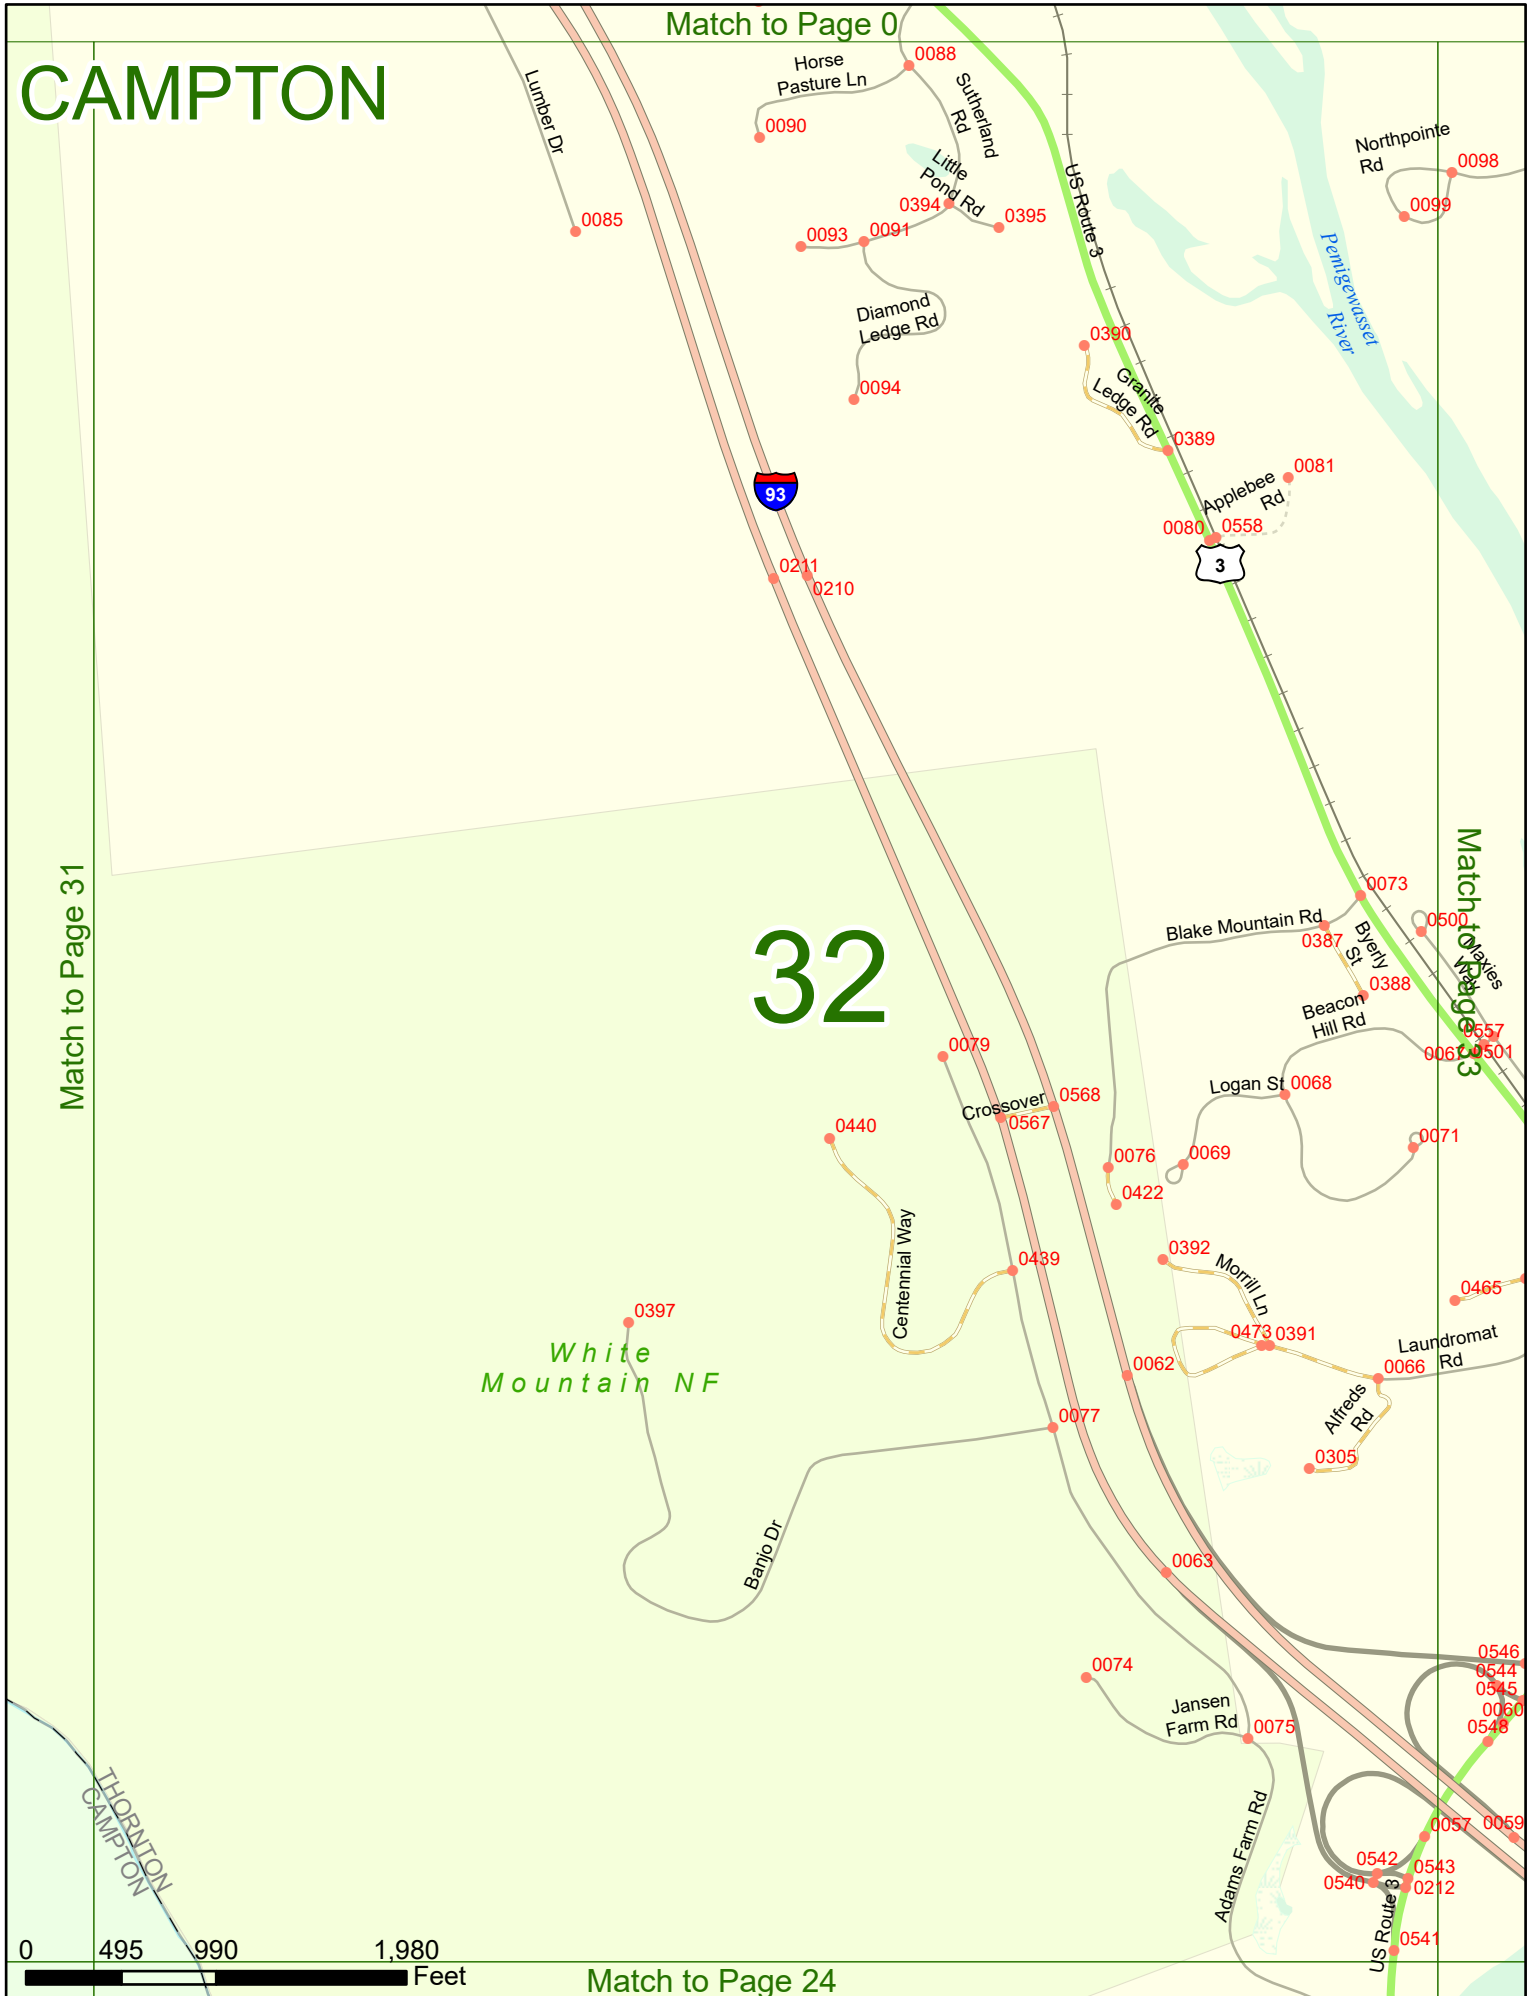 Match to Page 0
CAMPTON
Horse
Pasture Ln
0088
Lumber Dr
Sutherland
Rd
0090
Northpointe
Rd
0098
Little
Pond Rd
US Route 3
0394
0395
0099
0085
0093
0091
Pemigewasset
River
Diamond
Ledge Rd
0390
Granite
Ledge Rd
0094
0389
0081
Applebee
Rd
93
0080
0558
3
0211
0210
Match to Page 31
Match to Page 33
0073
0500
Blake Mountain Rd
0387
Byerly
St
Maxies
Way
32
0388
Beacon
Hill Rd
0557
0067
0501
0079
Logan St
0068
Crossover
0568
0567
0440
0071
0076
0069
0422
Centennial Way
0392
0439
Morrill Ln
0465
0397
0473
0391
Laundromat
Rd
White
Mountain NF
0062
0066
Alfreds
Rd
0077
0305
Banjo Dr
0063
0546
0074
0544
0545
Jansen
Farm Rd
0060
0075
0548
THORNTON
CAMPTON
Adams Farm Rd
0057
0059
0542
0543
0540
0212
US Route 3
0541
0
495
990
1,980
Feet
Match to Page 24